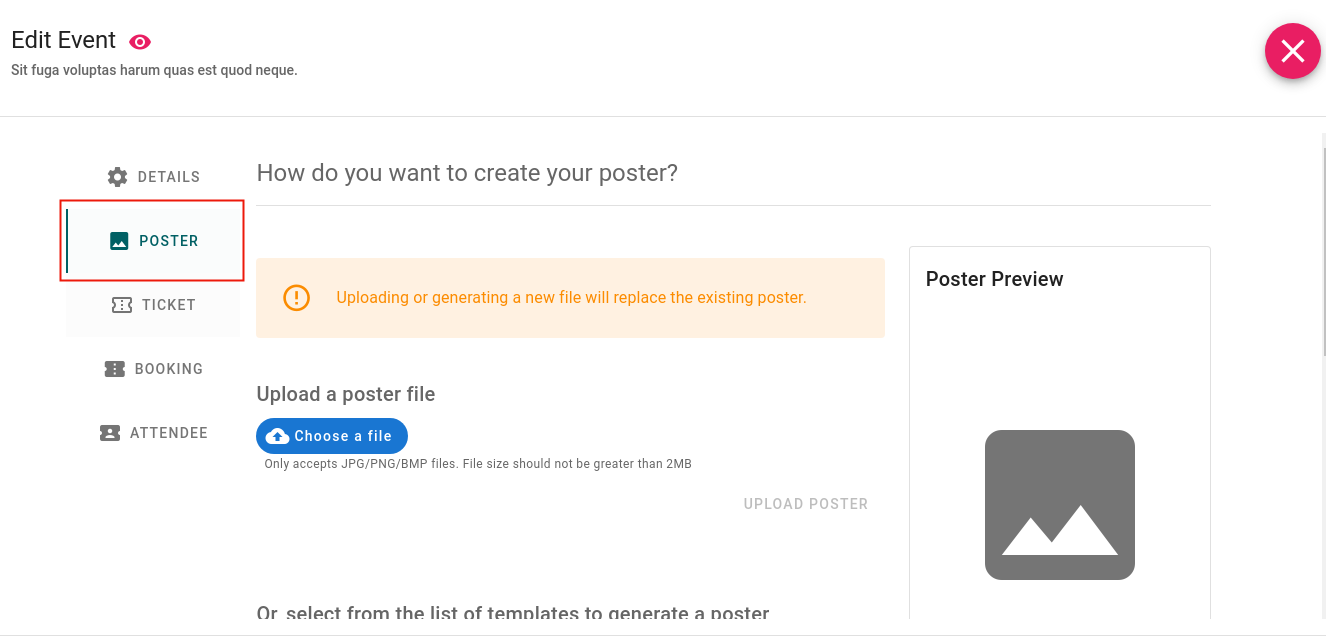 Edit Event
Sit fuga voluptas harum quas est quod neque.
DETAILS
POSTER
TICKET
BOOKING
ATTENDEE
How do you want to create your poster?
Uploading or generating a new file will replace the existing poster.
Upload a poster file
Choose a file
Only accepts JPG/PNG/BMP files. File size should not be greater than 2MB
UPLOAD POSTER
Or, select from the list of templates to generate a poster
Poster Preview